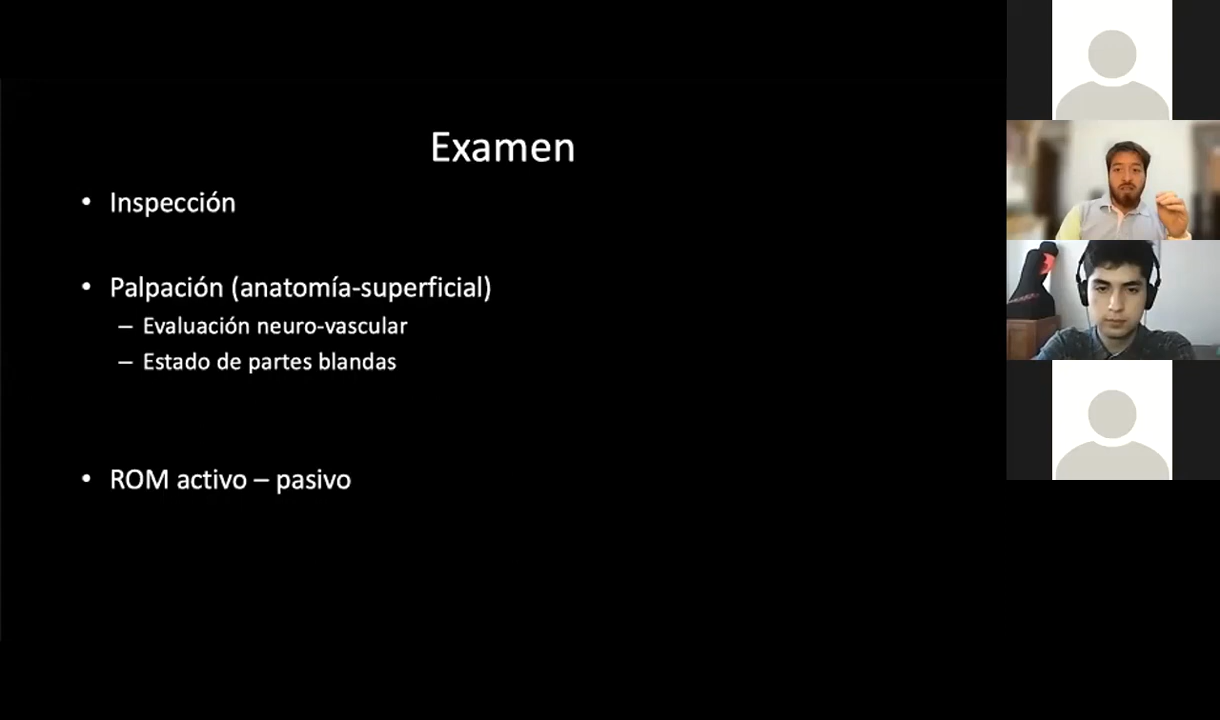 Examen
• Inspección
• Palpación (anatomía-superficial)
– Evaluación neuro-vascular
– Estado de partes blandas
• ROM activo – pasivo